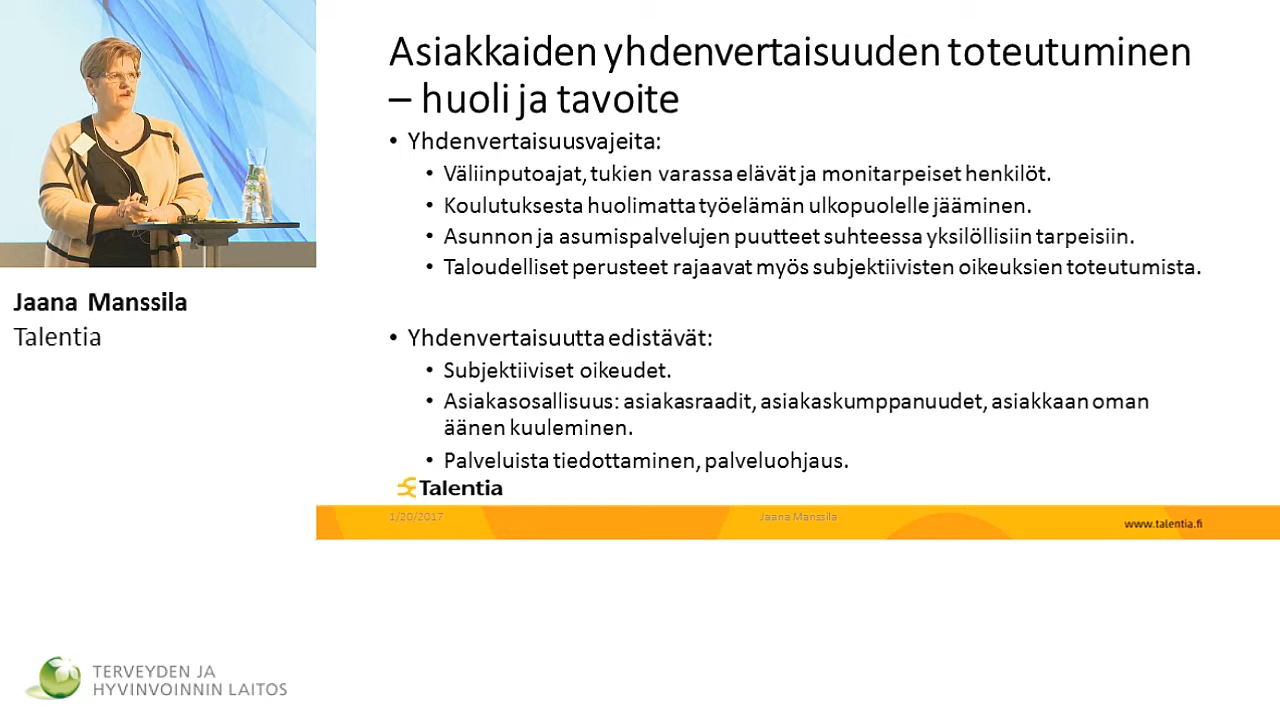 Asiakkaiden yhdenvertaisuuden toteutuminen
– huoli ja tavoite
• Yhdenvertaisuusvajeita:
• Väliinputoajat, tukien varassa elävät ja monitarpeiset henkilöt.
• Koulutuksesta huolimatta työelämän ulkopuolelle jääminen.
• Asunnon ja asumispalvelujen puutteet suhteessa yksilöllisiin tarpeisiin.
• Taloudelliset perusteet rajaavat myös subjektiivisten oikeuksien toteutumista.
Jaana Manssila
Talentia
• Yhdenvertaisuutta edistävät:
• Subjektiiviset oikeudet.
• Asiakasosallisuus: asiakasraadit, asiakaskumppanuudet, asiakkaan oman
äänen kuuleminen.
• Palveluista tiedottaminen, palveluohjaus.
Talentia
1/20/2017
Jaana Manssila
www.talentia.fi
TERVEYDEN JA
HYVINVOINNIN LAITOS